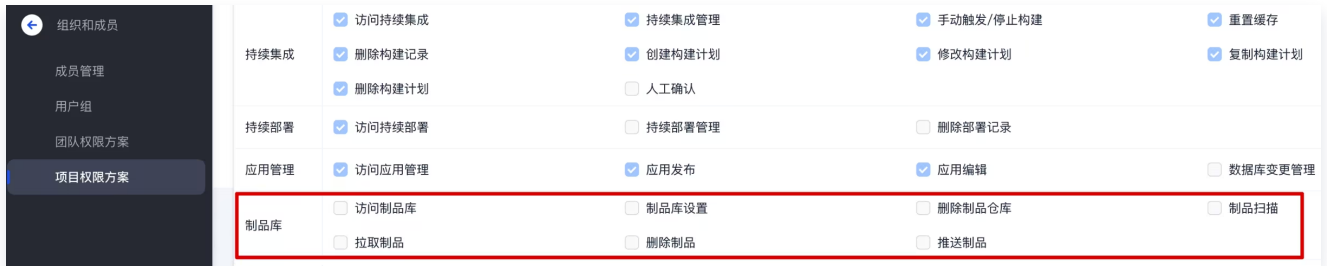 组织和成员
成员管理
用户组
团队权限方案
项目权限方案
持续集成
访问持续集成 持续集成管理 手动触发/停止构建 重置缓存
删除构建记录 创建构建计划 修改构建计划 复制构建计划
删除构建计划 人工确认
持续部署 访问持续部署 持续部署管理 删除部署记录
应用管理 访问应用管理 应用发布 应用编辑 数据库变更管理
制品库
访问制品库 制品库设置 删除制品仓库 制品扫描
拉取制品 删除制品 推送制品